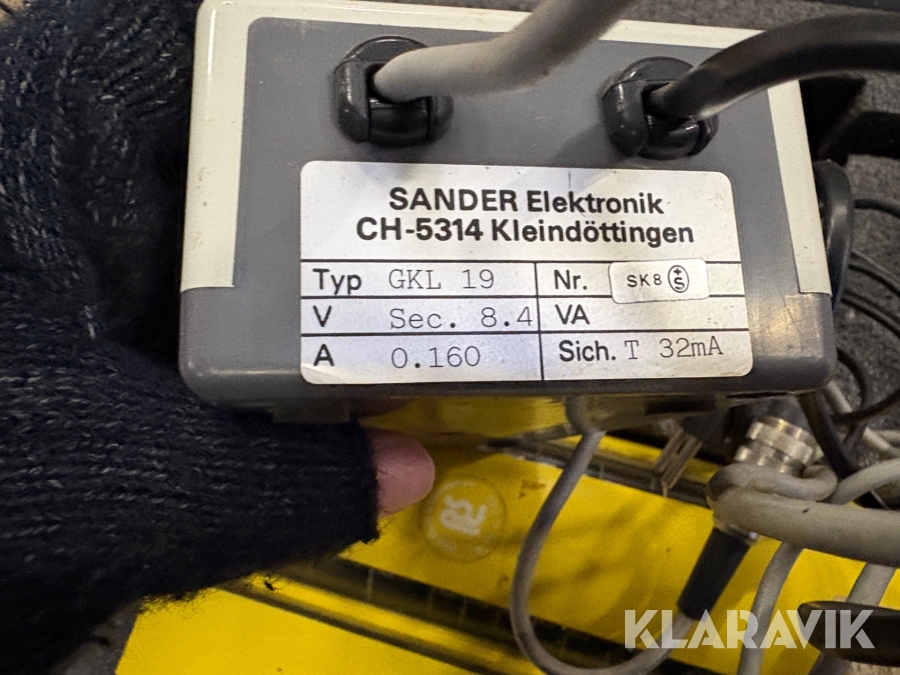 SANDER Elektronik
CH-5314 Kleindöttingen
Typ GKL 19 Nr. SK8 +S
V Sec. 8.4 VA
A 0.160 Sich. T 32mA
KLARAVIK